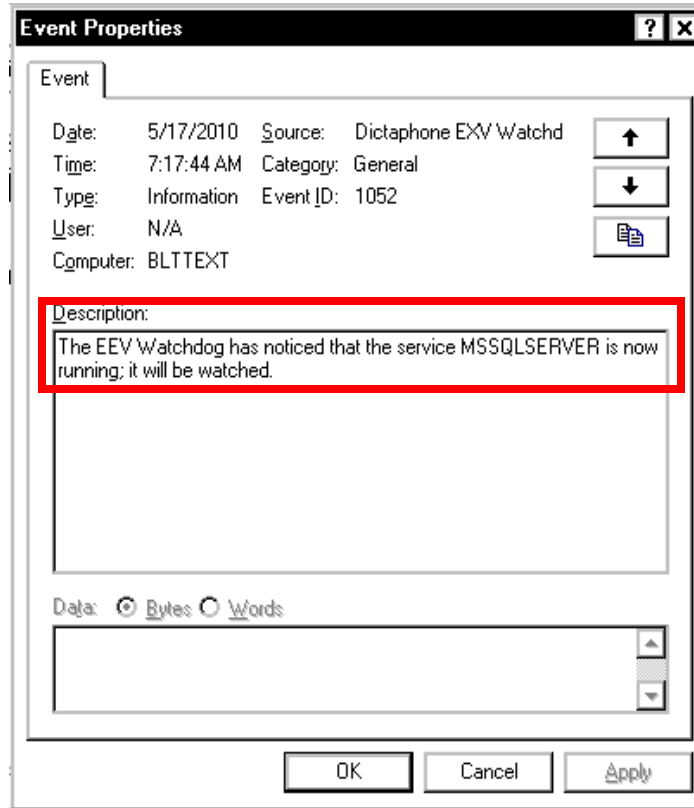 Event Properties
Event
Date: 5/17/2010 Source: Dictaphone EXV Watchd
Time: 7:17:44 AM Category: General
Type: Information Event ID: 1052
User: N/A
Computer: BLTTEXT
Description:
The EEV Watchdog has noticed that the service MSSQLSERVER is now
running; it will be watched.
Data: Bytes Words
OK Cancel Apply